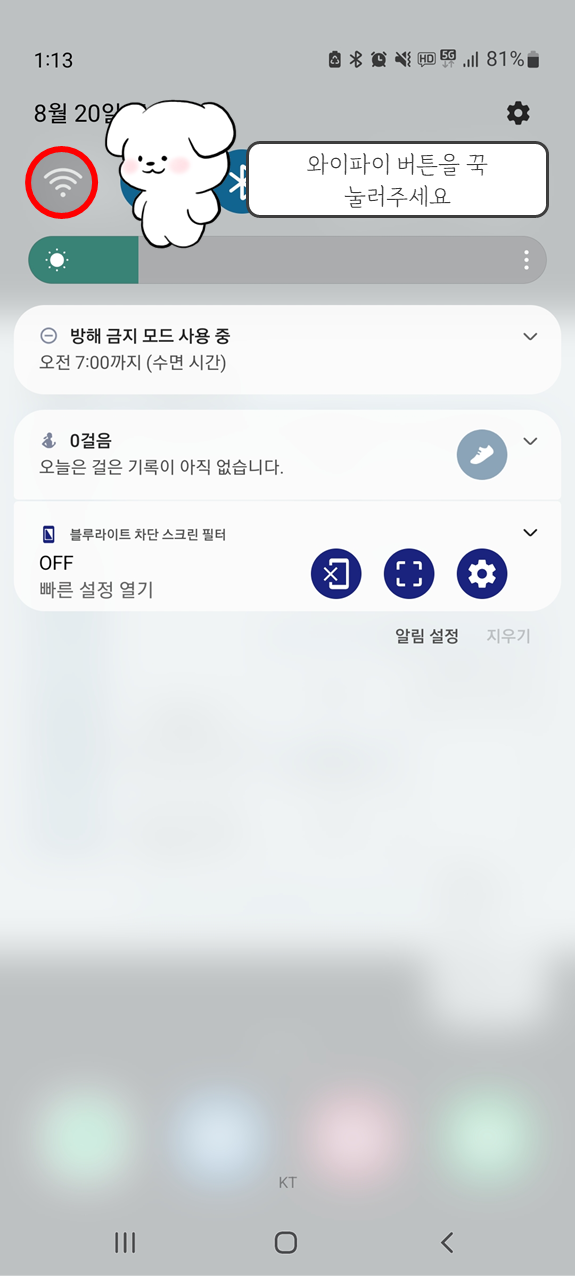 1:13
HD 5G 81%
8월 20일
와이파이 버튼을 꾹
눌러주세요
방해 금지 모드 사용 중
오전 7:00까지 (수면 시간)
0걸음
오늘은 걸은 기록이 아직 없습니다.
블루라이트 차단 스크린 필터
OFF
빠른 설정 열기
알림 설정 지우기
KT